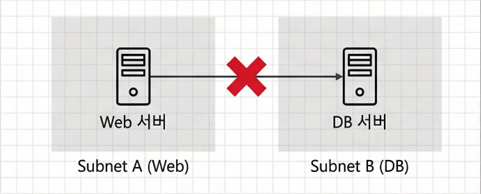 Web 서버
DB 서버
Subnet A (Web)
Subnet B (DB)